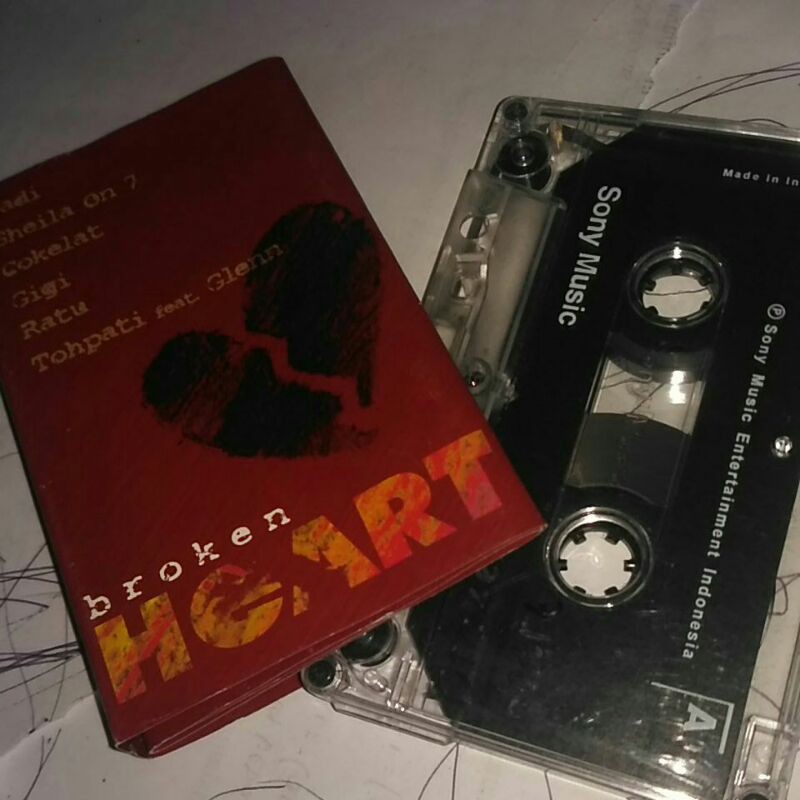 adi
Sheila On 7
Cokelat
Gigi
Ratu
Tohpati feat. Glenn
broken
HEART
Sony Music
Made in In
℗ Sony Music Entertainment Indonesia
A